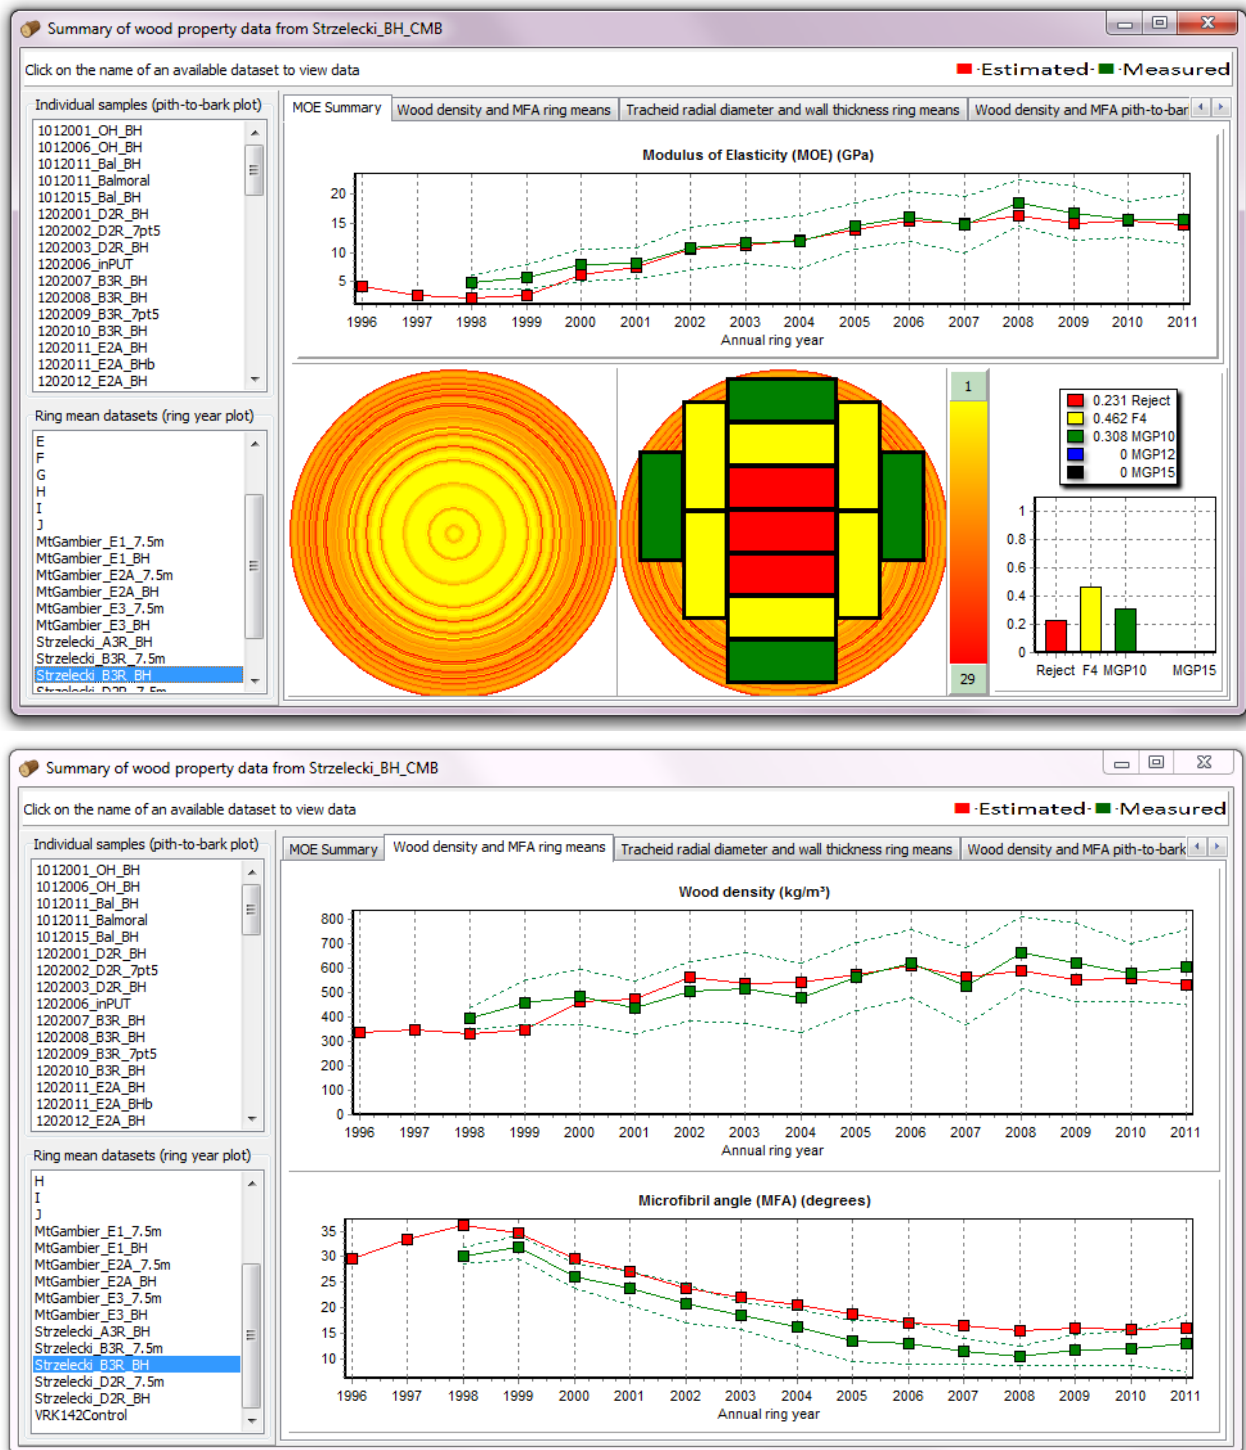 Summary of wood property data from Strzelecki_BH_CMB
Click on the name of an available dataset to view data
·Estimated· ·Measured
Individual samples (pith-to-bark plot)
1012001_OH_BH
1012006_OH_BH
1012011_Bal_BH
1012011_Balmoral
1012015_Bal_BH
1202001_D2R_BH
1202002_D2R_7pt5
1202003_D2R_BH
1202006_inPUT
1202007_B3R_BH
1202008_B3R_BH
1202009_B3R_7pt5
1202010_B3R_BH
1202011_E2A_BH
1202011_E2A_BHb
1202012_E2A_BH
Ring mean datasets (ring year plot)
E
F
G
H
I
J
MtGambier_E1_7.5m
MtGambier_E1_BH
MtGambier_E2A_7.5m
MtGambier_E2A_BH
MtGambier_E3_7.5m
MtGambier_E3_BH
Strzelecki_A3R_BH
Strzelecki_B3R_7.5m
Strzelecki_B3R_BH
Strzelecki_D2R_7.5m
MOE Summary Wood density and MFA ring means Tracheid radial diameter and wall thickness ring means Wood density and MFA pith-to-bar
Modulus of Elasticity (MOE) (GPa)
20
15
10
5
1996 1997 1998 1999 2000 2001 2002 2003 2004 2005 2006 2007 2008 2009 2010 2011
Annual ring year
1
29
0.231 Reject
0.462 F4
0.308 MGP10
0 MGP12
0 MGP15
1
0.8
0.6
0.4
0.2
0
Reject F4 MGP10 MGP15
Summary of wood property data from Strzelecki_BH_CMB
Click on the name of an available dataset to view data
·Estimated· ·Measured
Individual samples (pith-to-bark plot)
1012001_OH_BH
1012006_OH_BH
1012011_Bal_BH
1012011_Balmoral
1012015_Bal_BH
1202001_D2R_BH
1202002_D2R_7pt5
1202003_D2R_BH
1202006_inPUT
1202007_B3R_BH
1202008_B3R_BH
1202009_B3R_7pt5
1202010_B3R_BH
1202011_E2A_BH
1202011_E2A_BHb
1202012_E2A_BH
Ring mean datasets (ring year plot)
H
I
J
MtGambier_E1_7.5m
MtGambier_E1_BH
MtGambier_E2A_7.5m
MtGambier_E2A_BH
MtGambier_E3_7.5m
MtGambier_E3_BH
Strzelecki_A3R_BH
Strzelecki_B3R_7.5m
Strzelecki_B3R_BH
Strzelecki_D2R_7.5m
Strzelecki_D2R_BH
VRK142Control
MOE Summary Wood density and MFA ring means Tracheid radial diameter and wall thickness ring means Wood density and MFA pith-to-bark
Wood density (kg/m³)
800
700
600
500
400
300
200
100
0
1996 1997 1998 1999 2000 2001 2002 2003 2004 2005 2006 2007 2008 2009 2010 2011
Annual ring year
Microfibril angle (MFA) (degrees)
35
30
25
20
15
10
1996 1997 1998 1999 2000 2001 2002 2003 2004 2005 2006 2007 2008 2009 2010 2011
Annual ring year